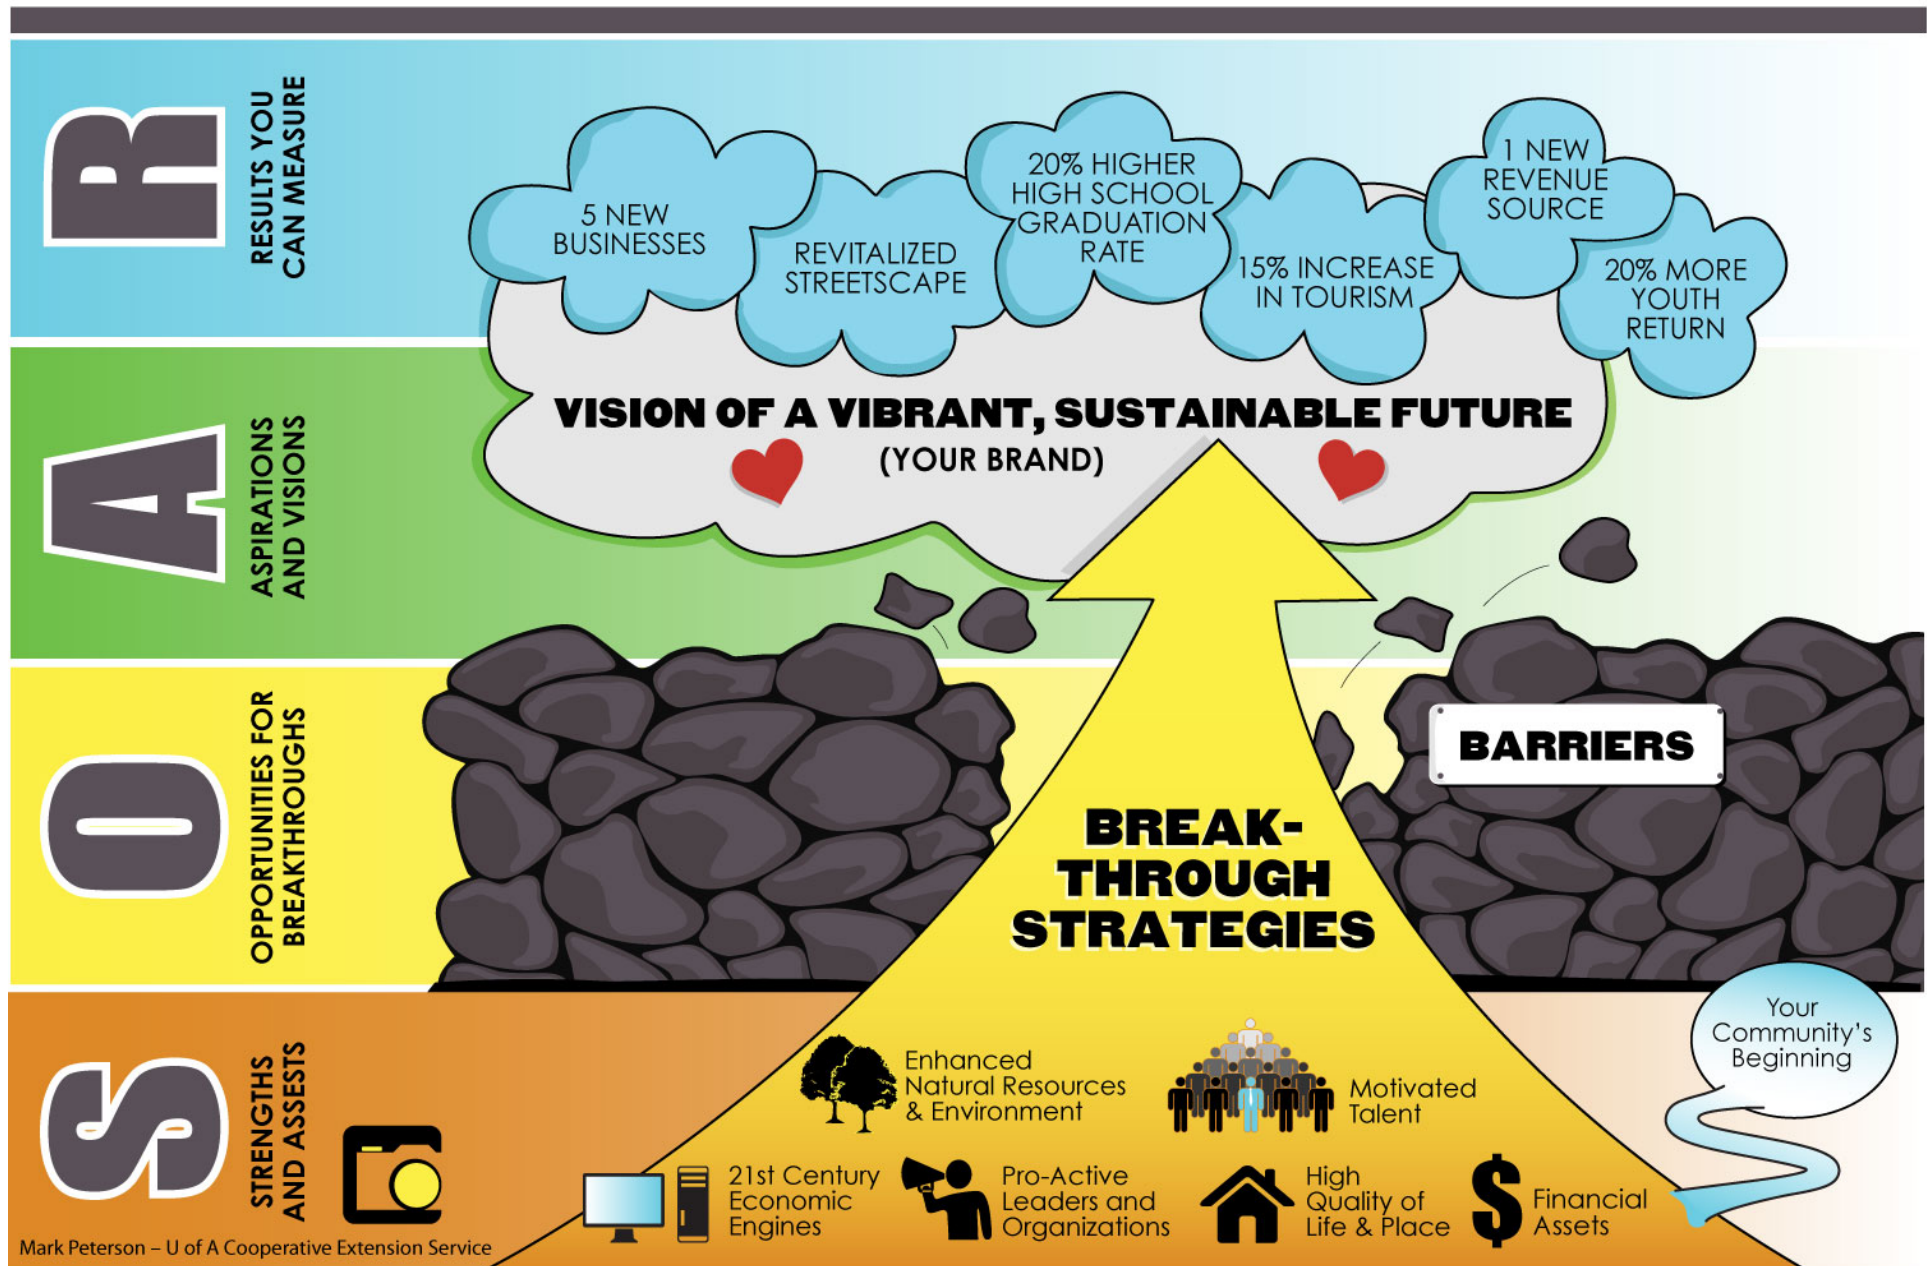 R
RESULTS YOU
CAN MEASURE
5 NEW
BUSINESSES
REVITALIZED
STREETSCAPE
20% HIGHER
HIGH SCHOOL
GRADUATION
RATE
15% INCREASE
IN TOURISM
1 NEW
REVENUE
SOURCE
20% MORE
YOUTH
RETURN
A
ASPIRATIONS
AND VISIONS
VISION OF A VIBRANT, SUSTAINABLE FUTURE
(YOUR BRAND)
O
OPPORTUNITIES FOR
BREAKTHROUGHS
BARRIERS
BREAK-
THROUGH
STRATEGIES
S
STRENGTHS
AND ASSESTS
Your
Community's
Beginning
Enhanced
Natural Resources
& Environment
Motivated
Talent
21st Century
Economic
Engines
Pro-Active
Leaders and
Organizations
High
Quality of
Life & Place
$
Financial
Assets
Mark Peterson – U of A Cooperative Extension Service